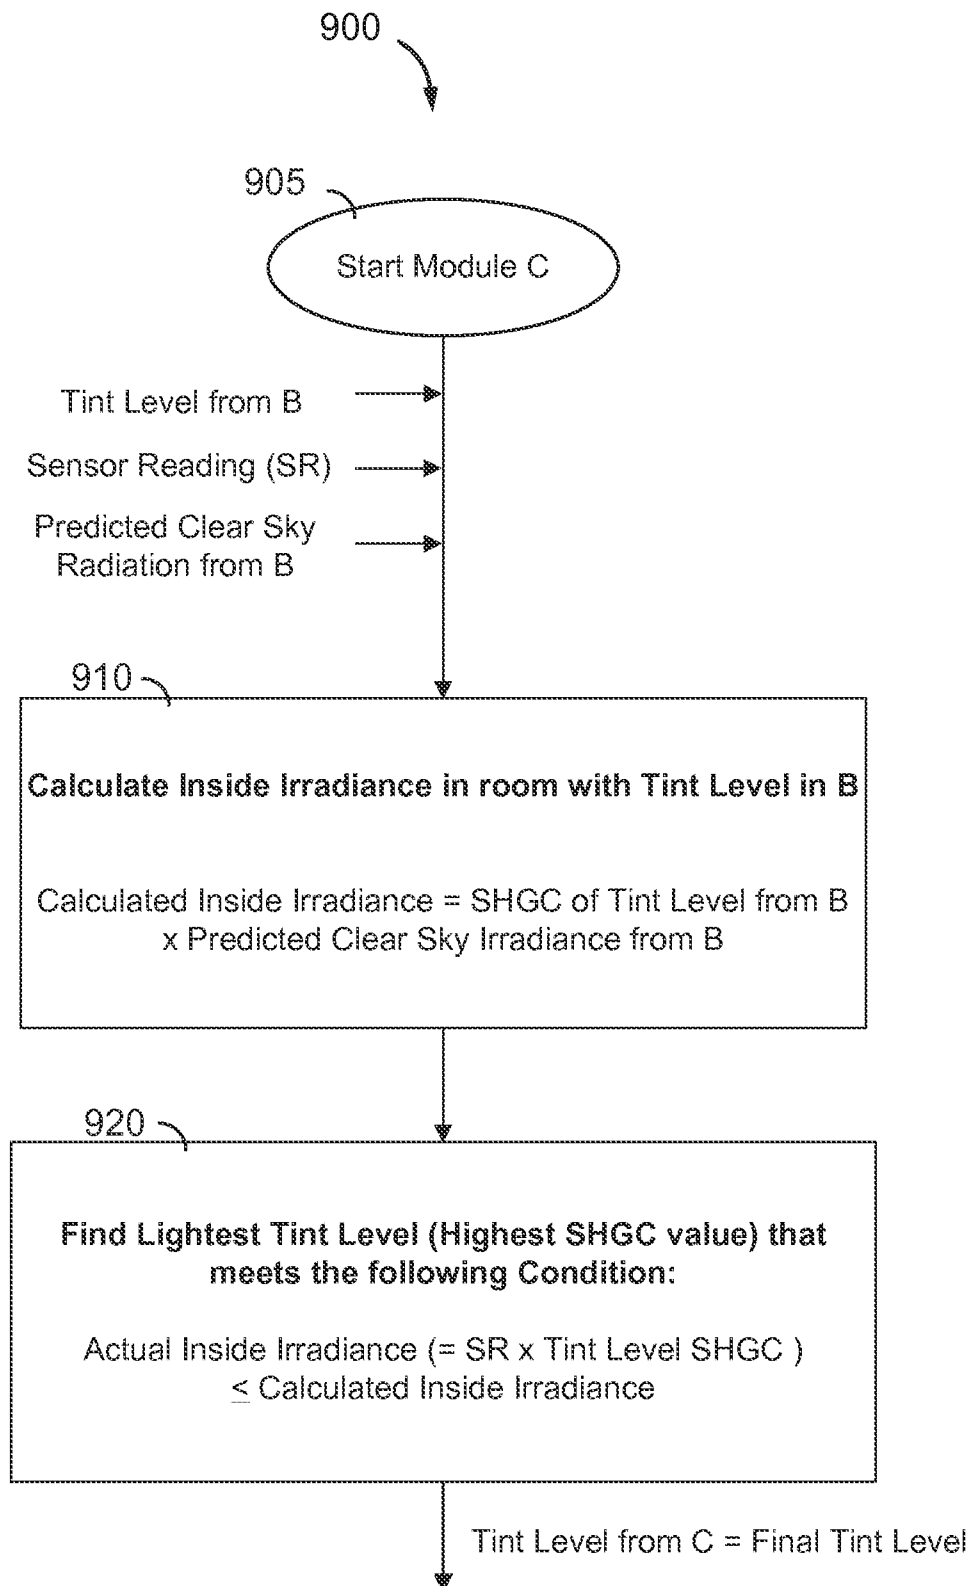 900
905
Start Module C
Tint Level from B
Sensor Reading (SR)
Predicted Clear Sky
Radiation from B
910
Calculate Inside Irradiance in room with Tint Level in B
Calculated Inside Irradiance = SHGC of Tint Level from B
x Predicted Clear Sky Irradiance from B
920
Find Lightest Tint Level (Highest SHGC value) that
meets the following Condition:
Actual Inside Irradiance (= SR x Tint Level SHGC )
≤ Calculated Inside Irradiance
Tint Level from C = Final Tint Level